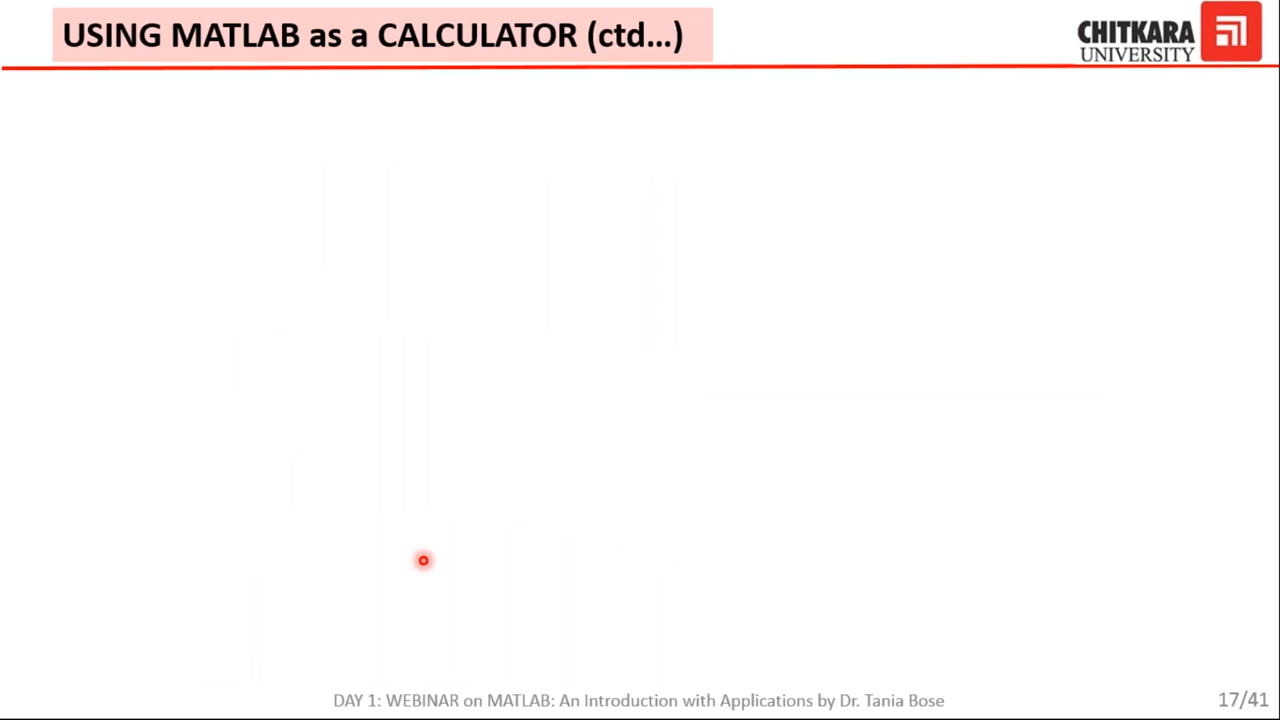 USING MATLAB as a CALCULATOR (ctd...)
CHITKARA
UNIVERSITY
DAY 1: WEBINAR on MATLAB: An Introduction with Applications by Dr. Tania Bose
17/41